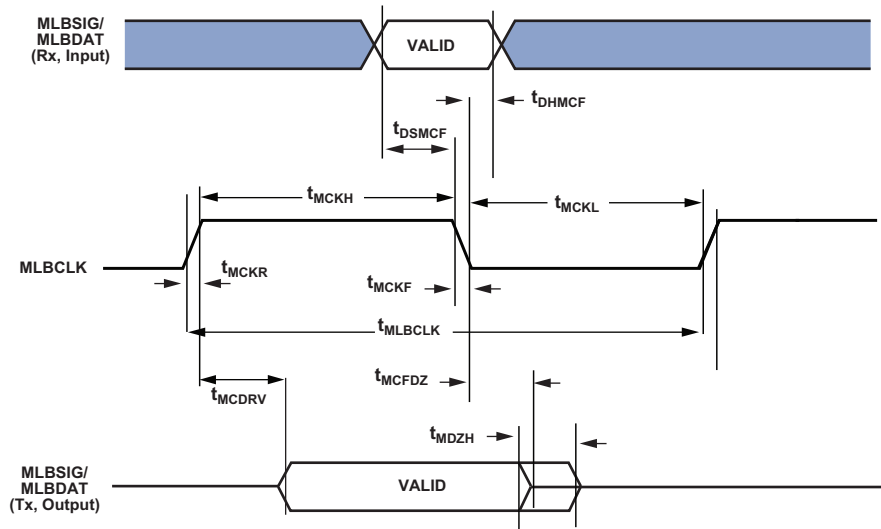 MLBSIG/
MLBDAT
(Rx, Input)
VALID
tDHMCF
tDSMCF
tMCKH
tMCKL
MLBCLK
tMCKR
tMCKF
tMLBCLK
tMCFDZ
tMCDRV
tMDZH
MLBSIG/
MLBDAT
(Tx, Output)
VALID